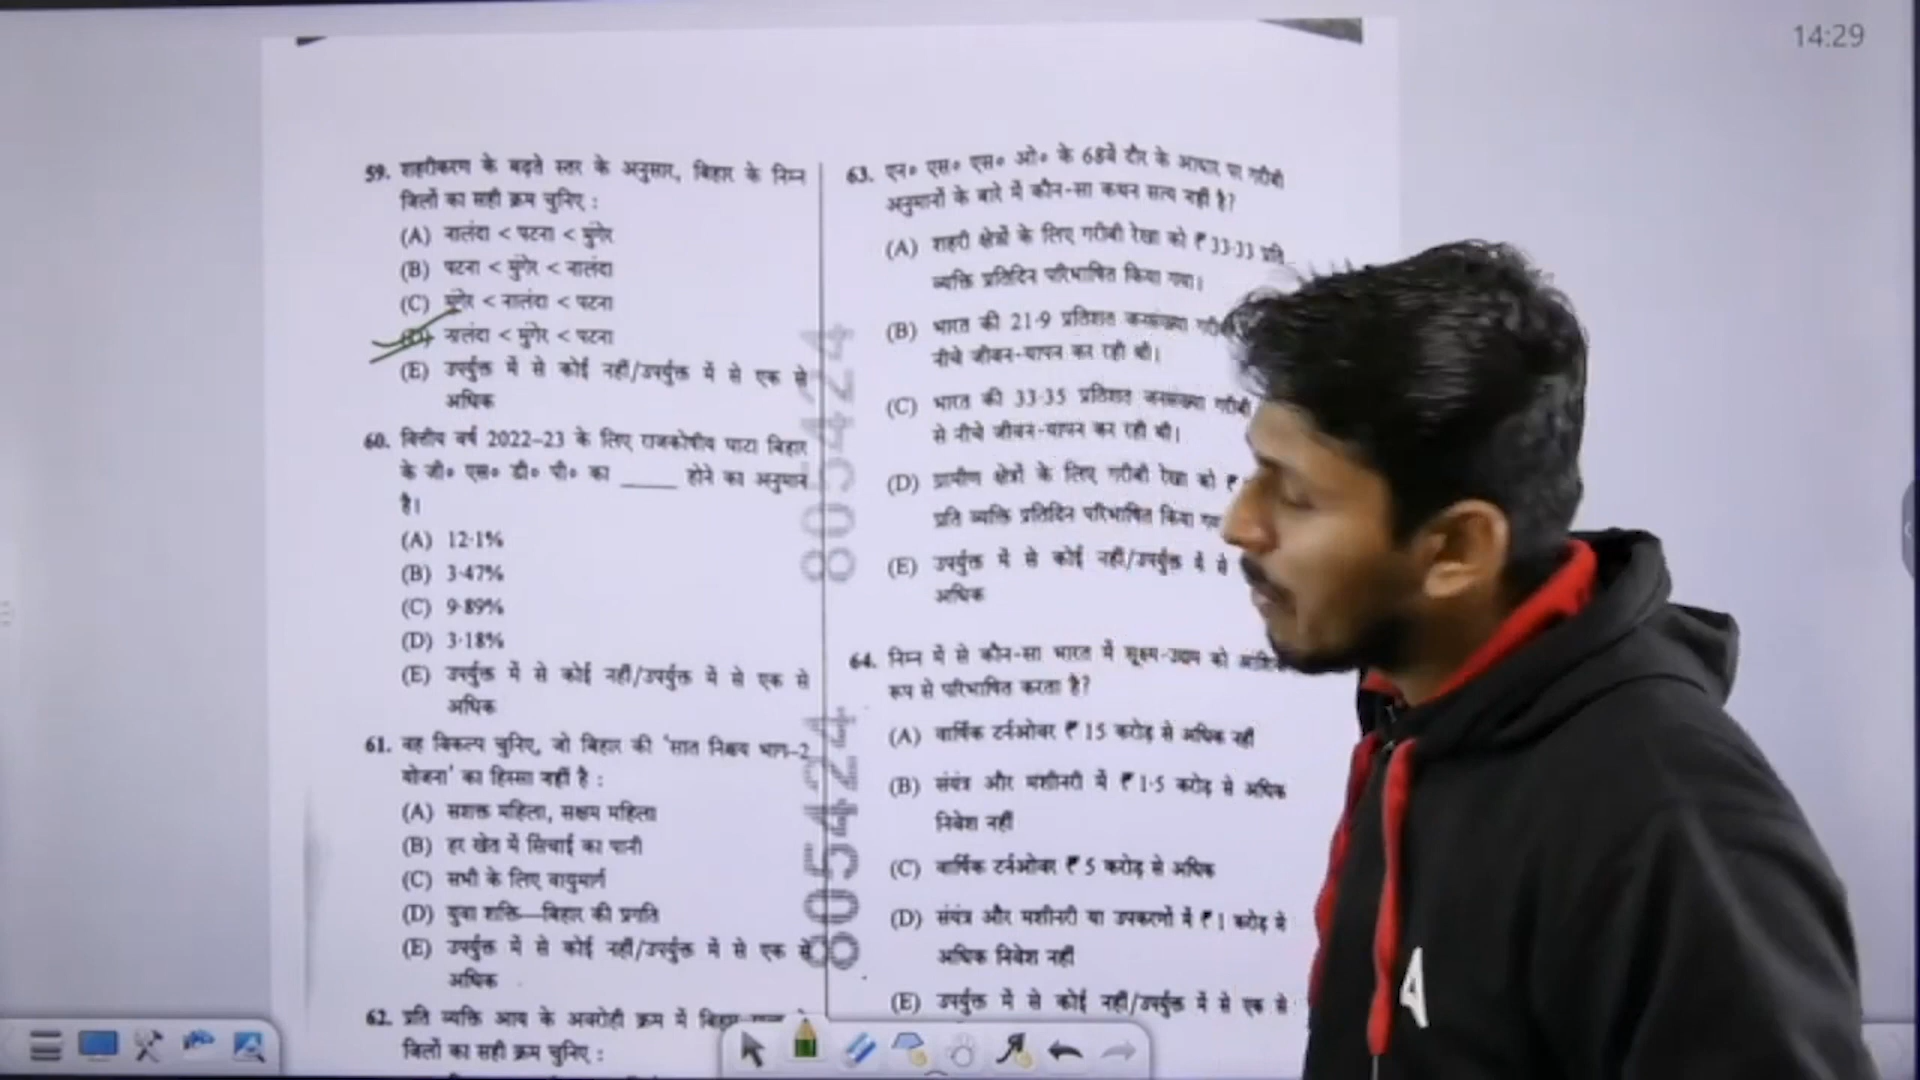 14:29
59. शहरीकरण के बढ़ते स्तर के अनुसार, बिहार के निम्न
जिलों का सही क्रम चुनिए :
(A) नालंदा < पटना < मुंगेर
(B) पटना < मुंगेर < नालंदा
(C) मुंगेर < नालंदा < पटना
(D) नालंदा < मुंगेर < पटना
(E) उपर्युक्त में से कोई नहीं/उपर्युक्त में से एक से
अधिक
60. वित्तीय वर्ष 2022-23 के लिए राजकोषीय घाटा बिहार
के जी० एस० डी० पी० का _____ होने का अनुमान
है।
(A) 12·1%
(B) 3·47%
(C) 9·89%
(D) 3·18%
(E) उपर्युक्त में से कोई नहीं/उपर्युक्त में से एक से
अधिक
61. वह विकल्प चुनिए, जो बिहार की 'सात निश्चय भाग-2
योजना' का हिस्सा नहीं है :
(A) सशक्त महिला, सक्षम महिला
(B) हर खेत में सिंचाई का पानी
(C) सभी के लिए वायुमार्ग
(D) युवा शक्ति—बिहार की प्रगति
(E) उपर्युक्त में से कोई नहीं/उपर्युक्त में से एक से
अधिक
62. प्रति व्यक्ति आय के अवरोही क्रम में बिहार
जिलों का सही क्रम चुनिए :
805424
805424
63. एन० एस० एस० ओ० के 68वें दौर के आधार पर गरीबी
अनुमानों के बारे में कौन-सा कथन सत्य नहीं है?
(A) शहरी क्षेत्रों के लिए गरीबी रेखा को ₹ 33·33 प्रति
व्यक्ति प्रतिदिन परिभाषित किया गया।
(B) भारत की 21·9 प्रतिशत जनसंख्या
नीचे जीवन-यापन कर रही थी।
(C) भारत की 33·35 प्रतिशत जनसंख्या गरीबी
से नीचे जीवन-यापन कर रही थी।
(D) ग्रामीण क्षेत्रों के लिए गरीबी रेखा को ₹
प्रति व्यक्ति प्रतिदिन परिभाषित किया
(E) उपर्युक्त में से कोई नहीं/उपर्युक्त में से
अधिक
64. निम्न में से कौन-सा भारत में सूक्ष्म-उद्यम को
रूप से परिभाषित करता है?
(A) वार्षिक टर्नओवर ₹ 15 करोड़ से अधिक नहीं
(B) संयंत्र और मशीनरी में ₹ 1·5 करोड़ से अधिक
निवेश नहीं
(C) वार्षिक टर्नओवर ₹ 5 करोड़ से अधिक
(D) संयंत्र और मशीनरी या उपकरणों में ₹ 1 करोड़ से
अधिक निवेश नहीं
(E) उपर्युक्त में से कोई नहीं/उपर्युक्त में से एक से